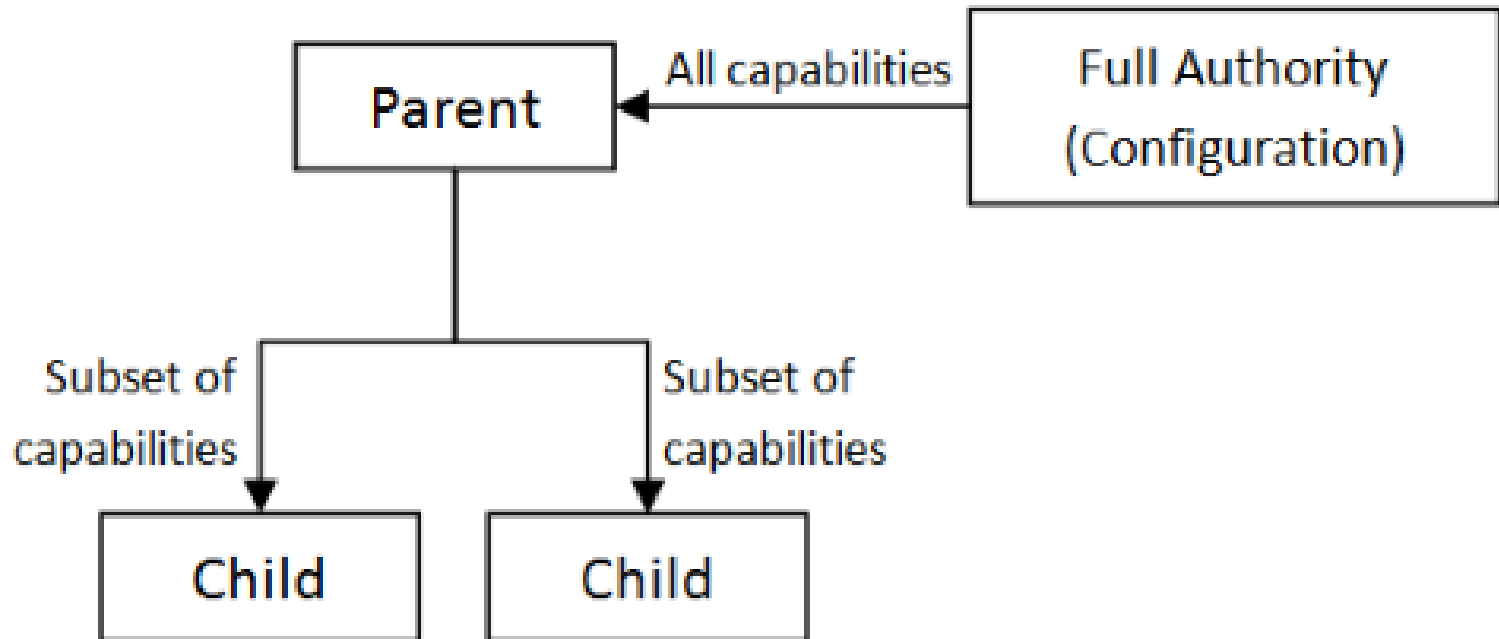 Parent
All capabilities
Full Authority
(Configuration)
Subset of
capabilities
Subset of
capabilities
Child
Child